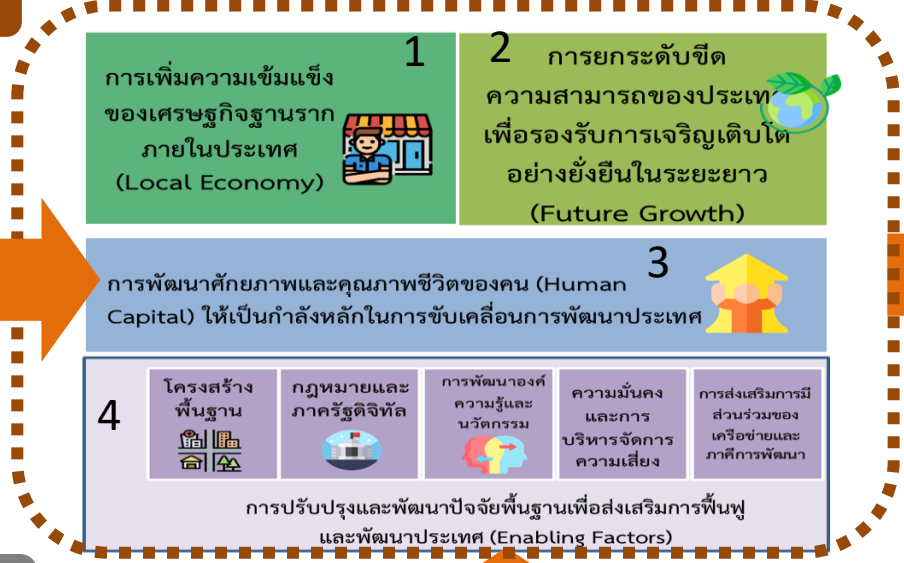 1
การเพิ่มความเข้มแข็ง
ของเศรษฐกิจฐานราก
ภายในประเทศ
(Local Economy)
2
การยกระดับขีด
ความสามารถของประเทศ
เพื่อรองรับการเจริญเติบโต
อย่างยั่งยืนในระยะยาว
(Future Growth)
3
การพัฒนาศักยภาพและคุณภาพชีวิตของคน (Human
Capital) ให้เป็นกำลังหลักในการขับเคลื่อนการพัฒนาประเทศ
4
โครงสร้าง
พื้นฐาน
กฎหมายและ
ภาครัฐดิจิทัล
การพัฒนาองค์
ความรู้และ
นวัตกรรม
ความมั่นคง
และการ
บริหารจัดการ
ความเสี่ยง
การส่งเสริมการมี
ส่วนร่วมของ
เครือข่ายและ
ภาคีการพัฒนา
การปรับปรุงและพัฒนาปัจจัยพื้นฐานเพื่อส่งเสริมการฟื้นฟู
และพัฒนาประเทศ (Enabling Factors)